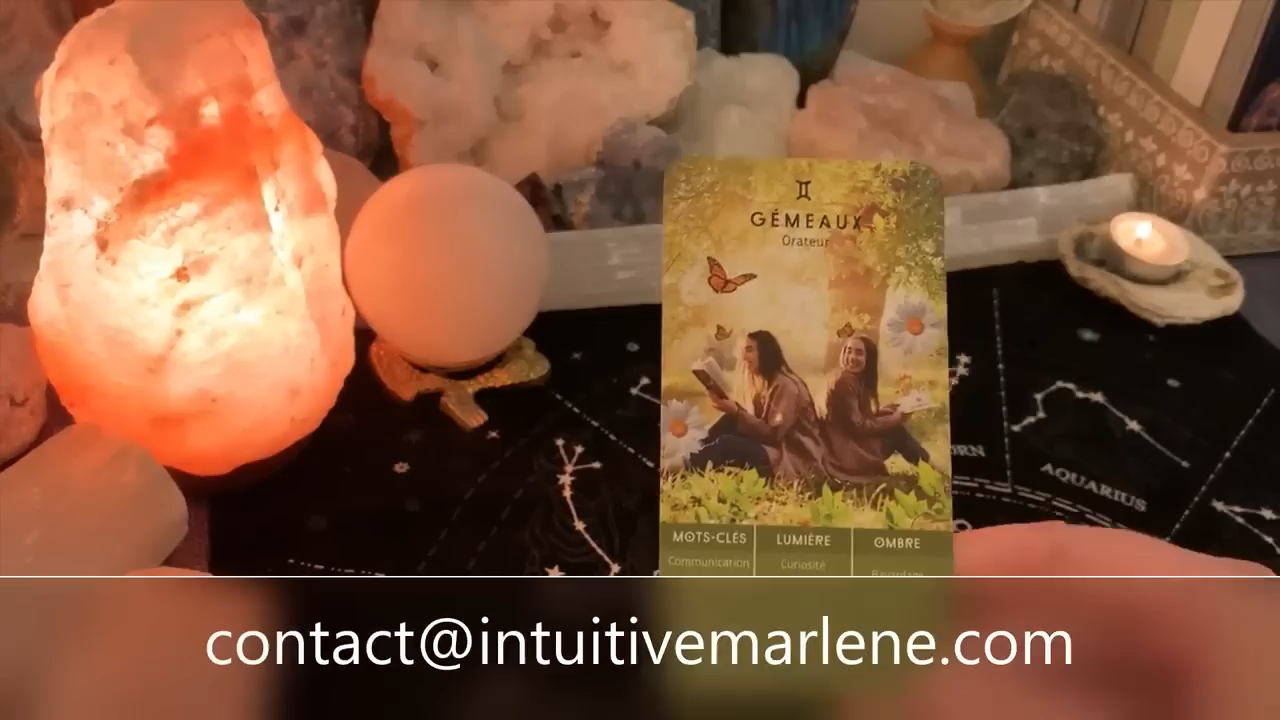 ♊
GÉMEAUX
Orateur
MOTS-CLÉS
LUMIÈRE
OMBRE
Communication
Curiosité
AQUARIUS
contact@intuitivemarlene.com